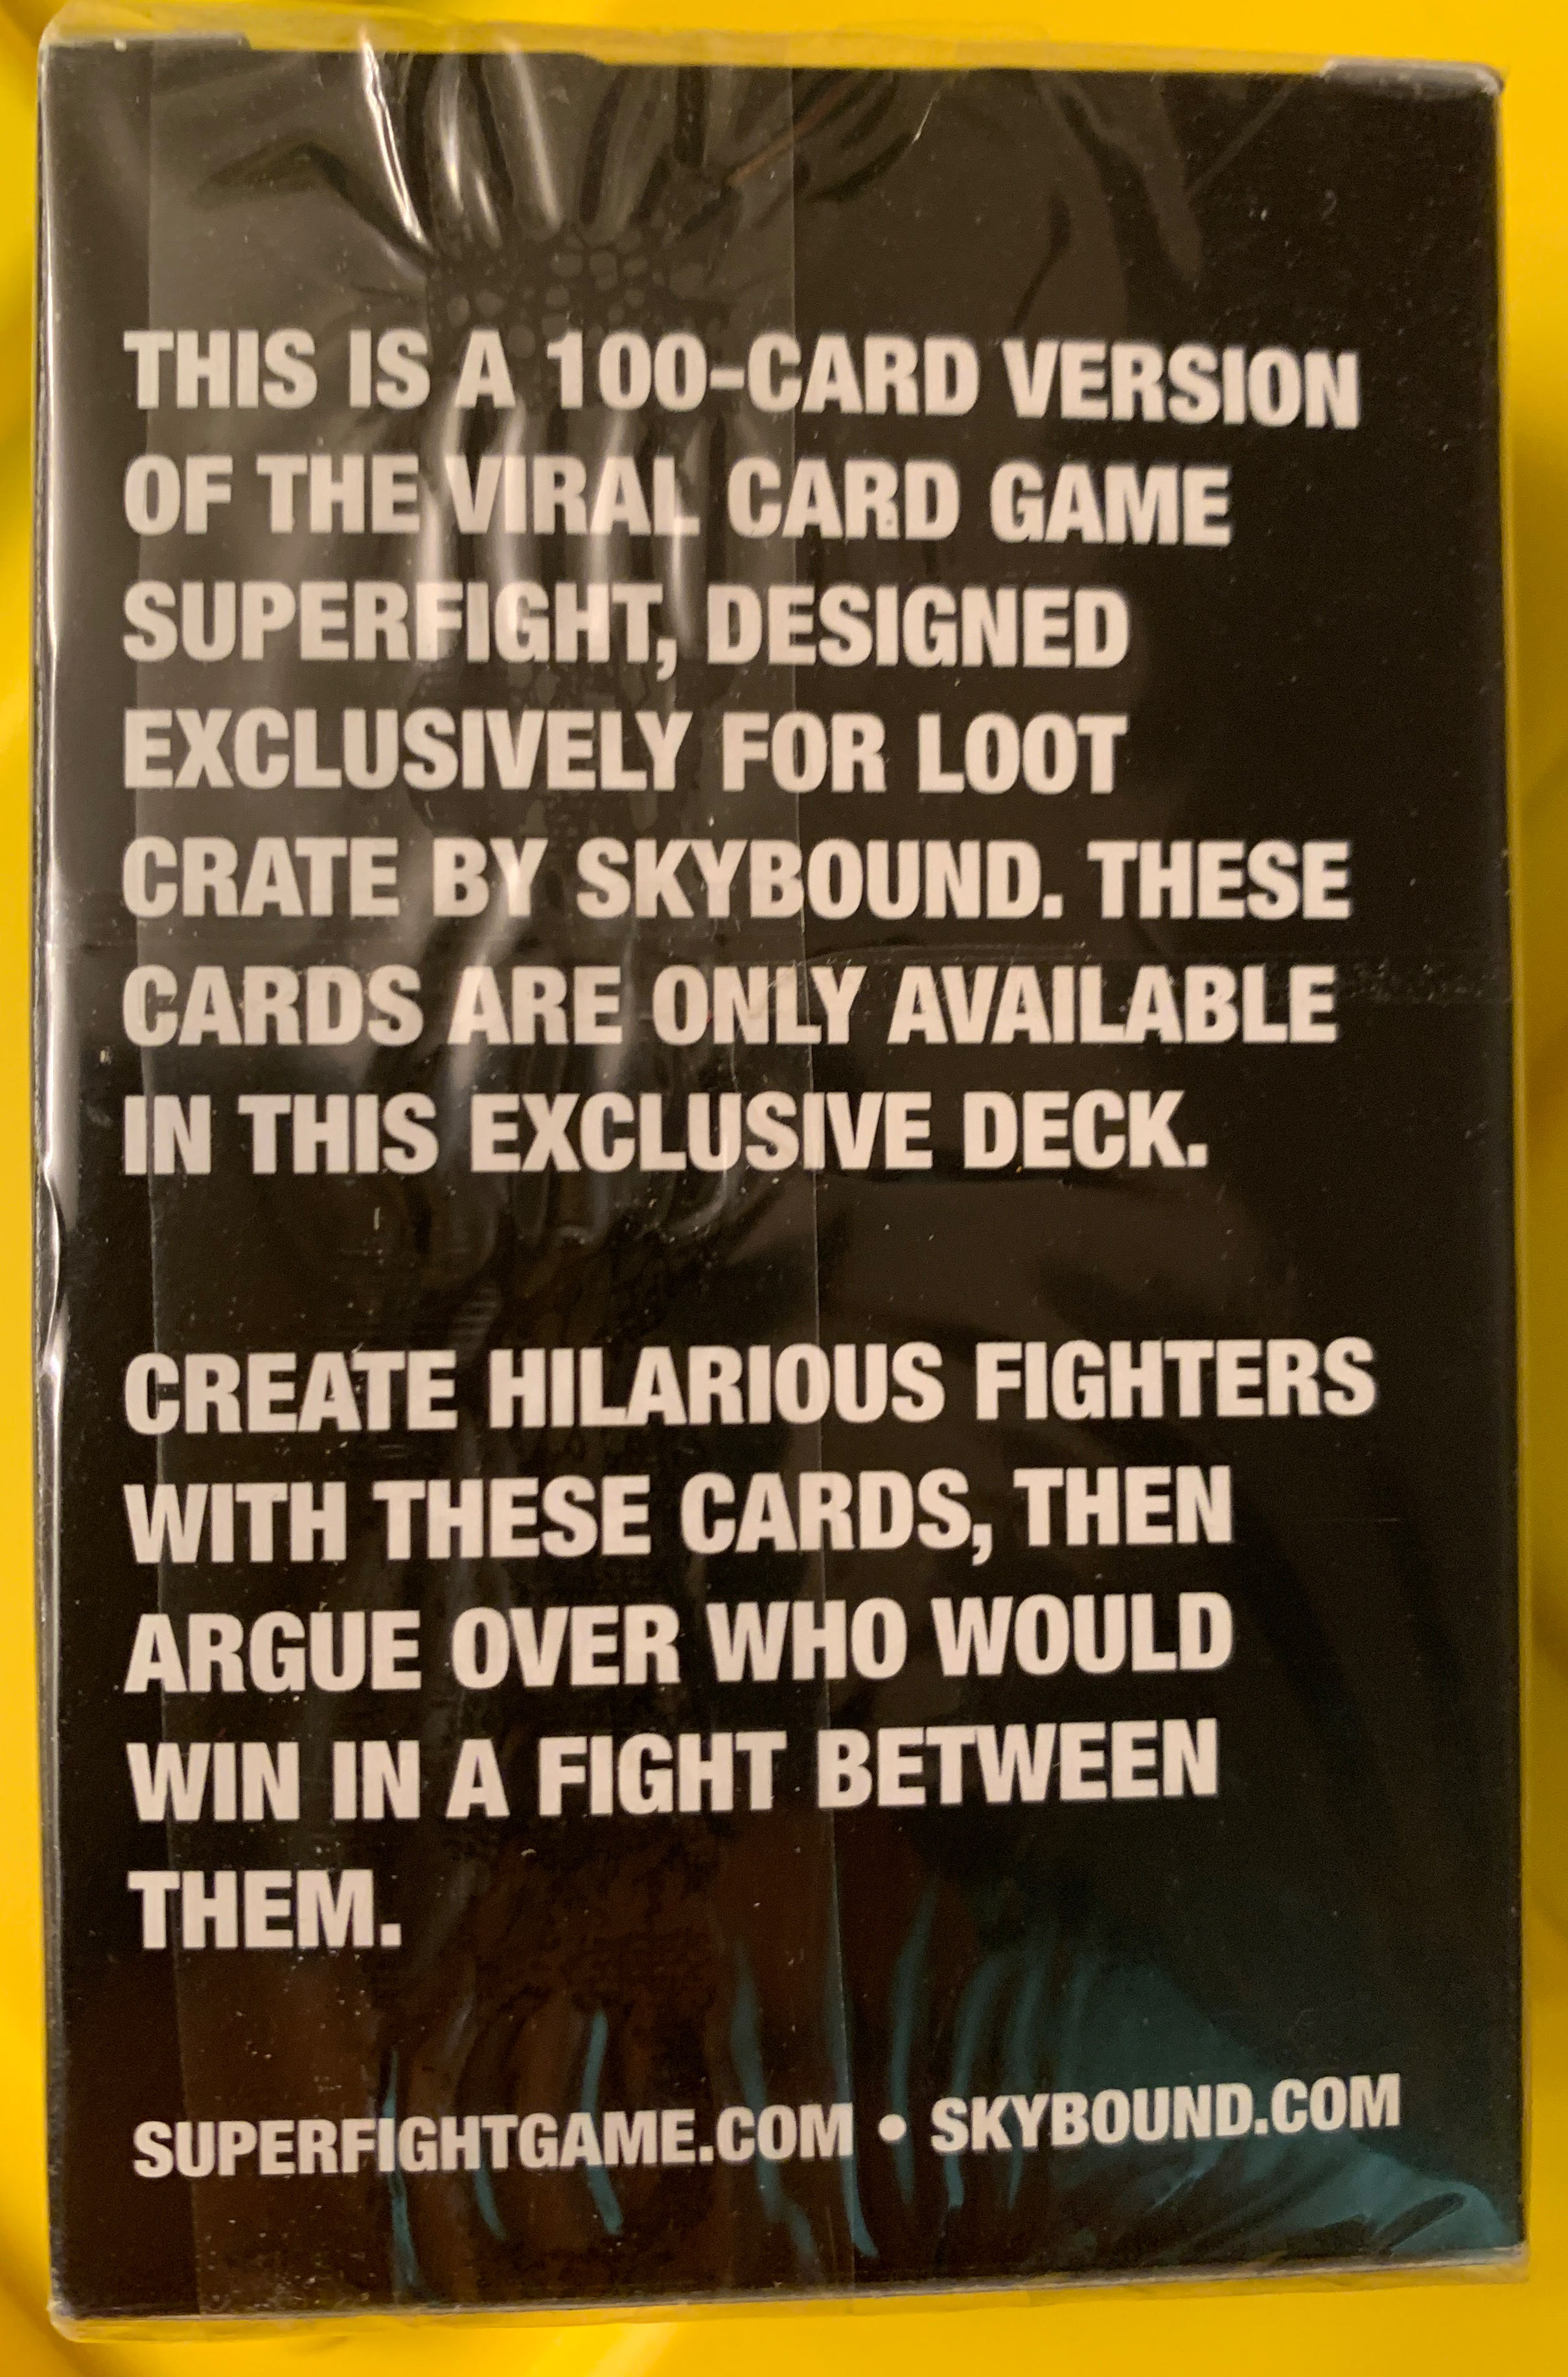 THIS IS A 100-CARD VERSION
OF THE VIRAL CARD GAME
SUPERFIGHT, DESIGNED
EXCLUSIVELY FOR LOOT
CRATE BY SKYBOUND. THESE
CARDS ARE ONLY AVAILABLE
IN THIS EXCLUSIVE DECK.
CREATE HILARIOUS FIGHTERS
WITH THESE CARDS, THEN
ARGUE OVER WHO WOULD
WIN IN A FIGHT BETWEEN
THEM.
SUPERFIGHTGAME.COM • SKYBOUND.COM